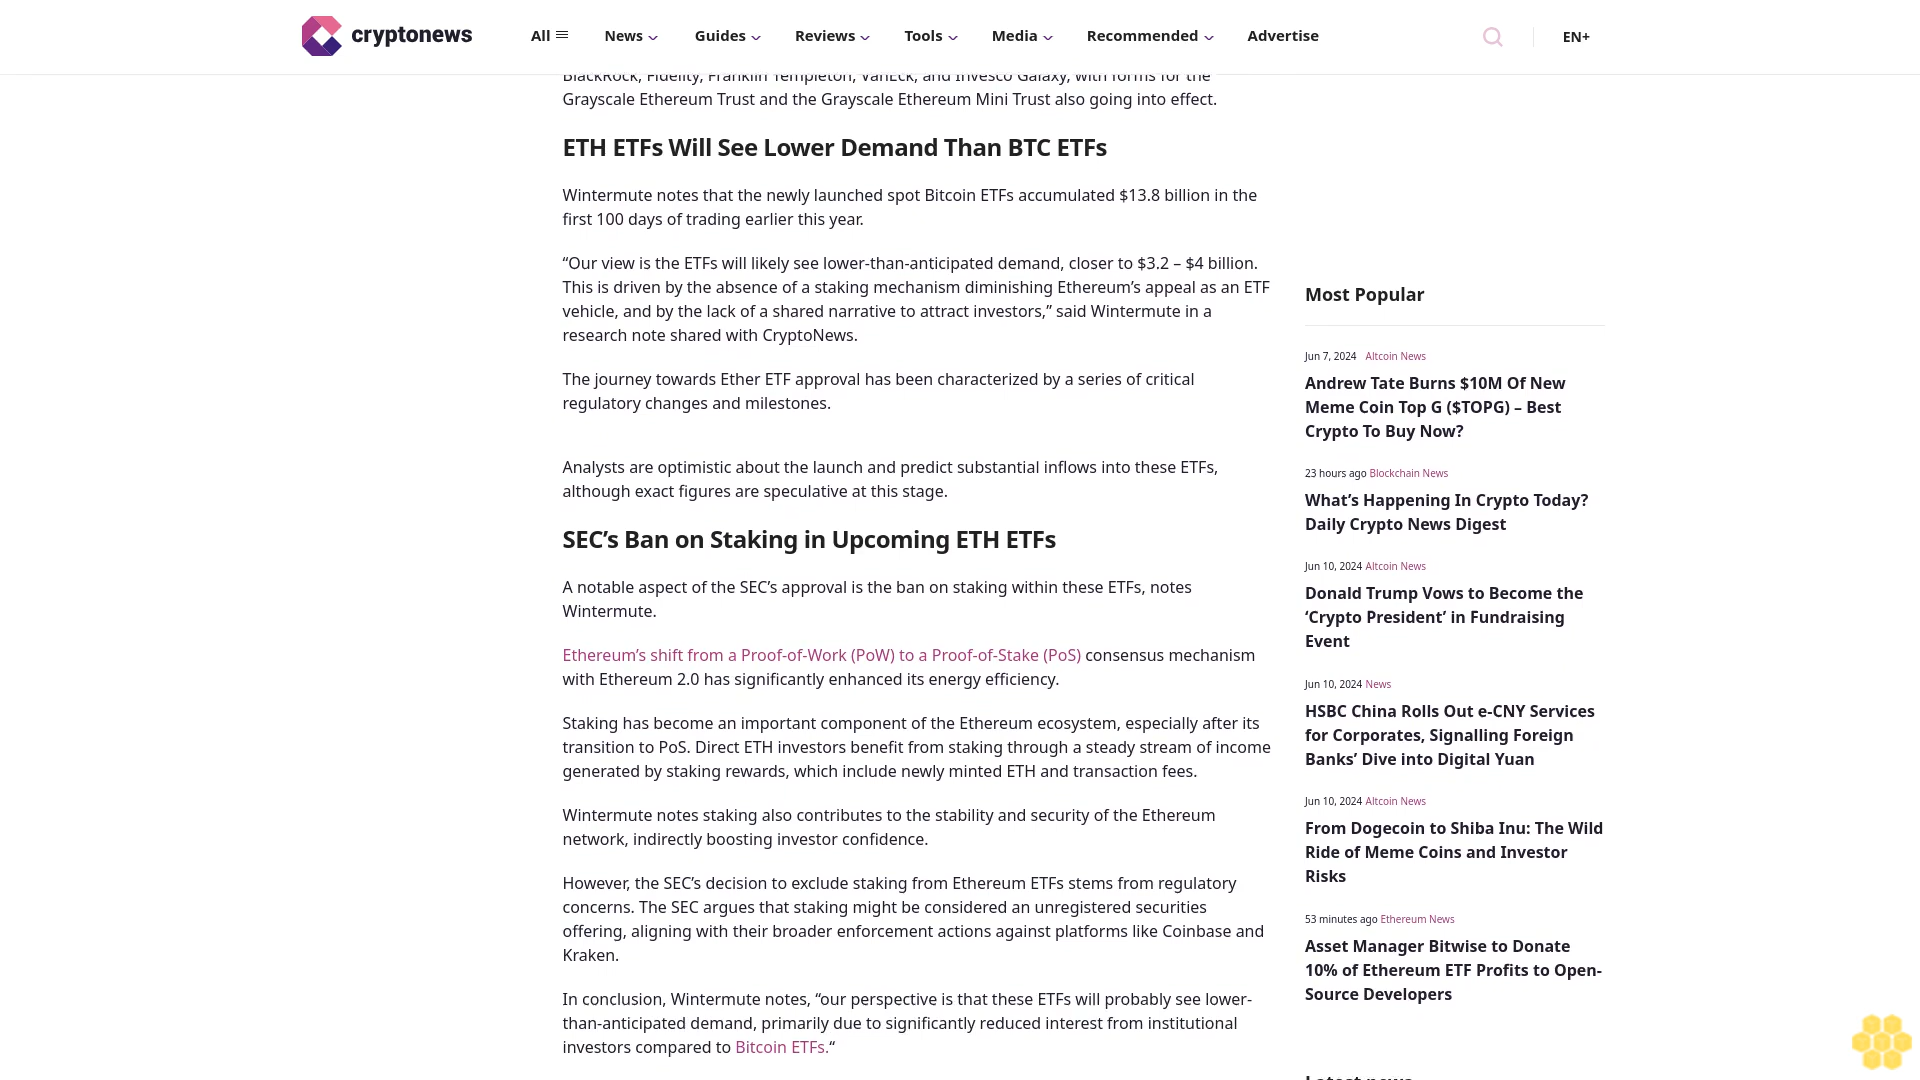 cryptonews
All
News
Guides
Reviews
Tools
Media
Recommended
Advertise
EN+
BlackRock, Fidelity, Franklin Templeton, VanEck, and Invesco Galaxy, with forms for the
Grayscale Ethereum Trust and the Grayscale Ethereum Mini Trust also going into effect.
ETH ETFs Will See Lower Demand Than BTC ETFs
Wintermute notes that the newly launched spot Bitcoin ETFs accumulated $13.8 billion in the
first 100 days of trading earlier this year.
“Our view is the ETFs will likely see lower-than-anticipated demand, closer to $3.2 – $4 billion.
This is driven by the absence of a staking mechanism diminishing Ethereum’s appeal as an ETF
vehicle, and by the lack of a shared narrative to attract investors,” said Wintermute in a
research note shared with CryptoNews.
The journey towards Ether ETF approval has been characterized by a series of critical
regulatory changes and milestones.
Analysts are optimistic about the launch and predict substantial inflows into these ETFs,
although exact figures are speculative at this stage.
SEC’s Ban on Staking in Upcoming ETH ETFs
A notable aspect of the SEC’s approval is the ban on staking within these ETFs, notes
Wintermute.
Ethereum’s shift from a Proof-of-Work (PoW) to a Proof-of-Stake (PoS) consensus mechanism
with Ethereum 2.0 has significantly enhanced its energy efficiency.
Staking has become an important component of the Ethereum ecosystem, especially after its
transition to PoS. Direct ETH investors benefit from staking through a steady stream of income
generated by staking rewards, which include newly minted ETH and transaction fees.
Wintermute notes staking also contributes to the stability and security of the Ethereum
network, indirectly boosting investor confidence.
However, the SEC’s decision to exclude staking from Ethereum ETFs stems from regulatory
concerns. The SEC argues that staking might be considered an unregistered securities
offering, aligning with their broader enforcement actions against platforms like Coinbase and
Kraken.
In conclusion, Wintermute notes, “our perspective is that these ETFs will probably see lower-
than-anticipated demand, primarily due to significantly reduced interest from institutional
investors compared to Bitcoin ETFs.“
Most Popular
Jun 7, 2024 Altcoin News
Andrew Tate Burns $10M Of New
Meme Coin Top G ($TOPG) – Best
Crypto To Buy Now?
23 hours ago Blockchain News
What’s Happening In Crypto Today?
Daily Crypto News Digest
Jun 10, 2024 Altcoin News
Donald Trump Vows to Become the
‘Crypto President’ in Fundraising
Event
Jun 10, 2024 News
HSBC China Rolls Out e-CNY Services
for Corporates, Signalling Foreign
Banks’ Dive into Digital Yuan
Jun 10, 2024 Altcoin News
From Dogecoin to Shiba Inu: The Wild
Ride of Meme Coins and Investor
Risks
53 minutes ago Ethereum News
Asset Manager Bitwise to Donate
10% of Ethereum ETF Profits to Open-
Source Developers
Latest news